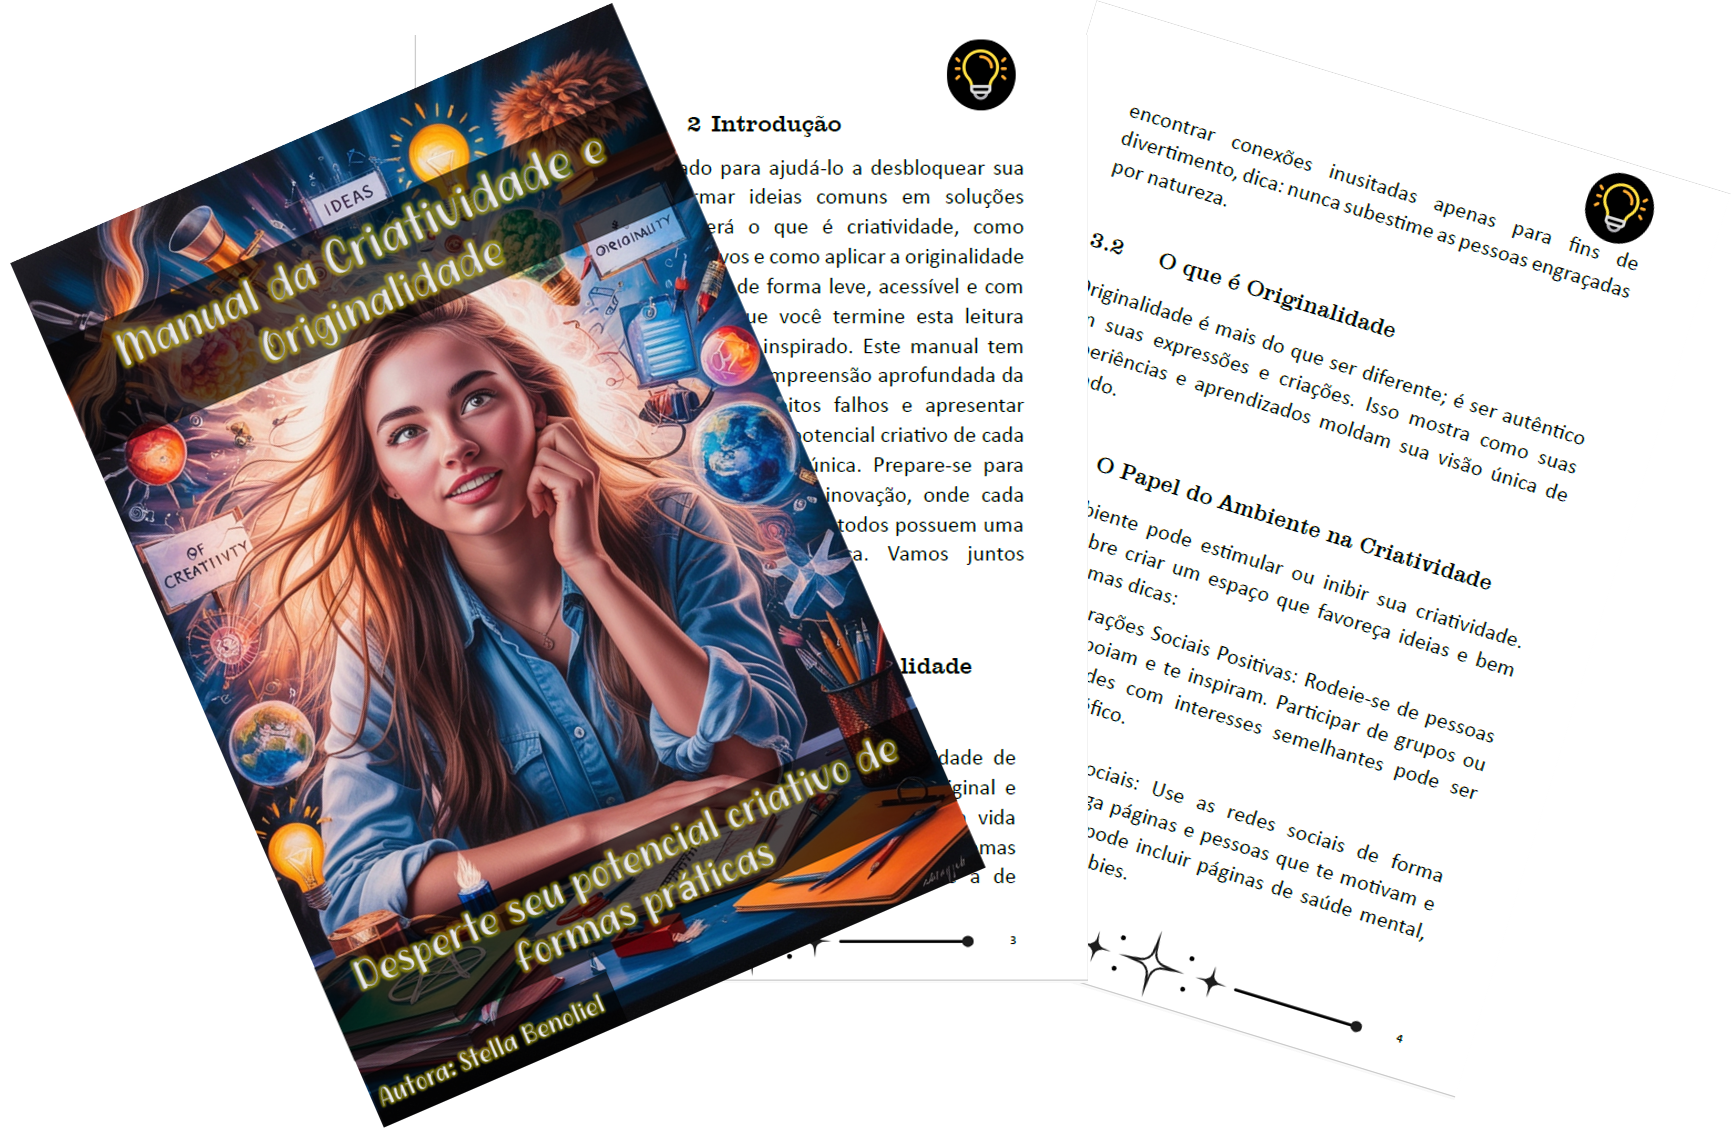 Manual da Criatividade e
Originalidade
IDEAS
ORIGINALITY
OF
CREATIIVTY
Desperte seu potencial criativo de
formas práticas
Autora: Stella Benoliel
2 Introdução
para ajudá-lo a desbloquear sua
ideias comuns em soluções
o que é criatividade, como
e como aplicar a originalidade
de forma leve, acessível e com
você termine esta leitura
inspirado. Este manual tem
aprofundada da
falhos e apresentar
potencial criativo de cada
única. Prepare-se para
inovação, onde cada
todos possuem uma
Vamos juntos
lidade
dade de
ginal e
vida
mas
a de
3
encontrar conexões inusitadas apenas para fins de
divertimento, dica: nunca subestime as pessoas engraçadas
por natureza.
3.2 O que é Originalidade
Originalidade é mais do que ser diferente; é ser autêntico
suas expressões e criações. Isso mostra como suas
periências e aprendizados moldam sua visão única de
do.
O Papel do Ambiente na Criatividade
biente pode estimular ou inibir sua criatividade.
bre criar um espaço que favoreça ideias e bem
mas dicas:
rações Sociais Positivas: Rodeie-se de pessoas
poiam e te inspiram. Participar de grupos ou
des com interesses semelhantes pode ser
fico.
ociais: Use as redes sociais de forma
ga páginas e pessoas que te motivam e
pode incluir páginas de saúde mental,
bies.
4